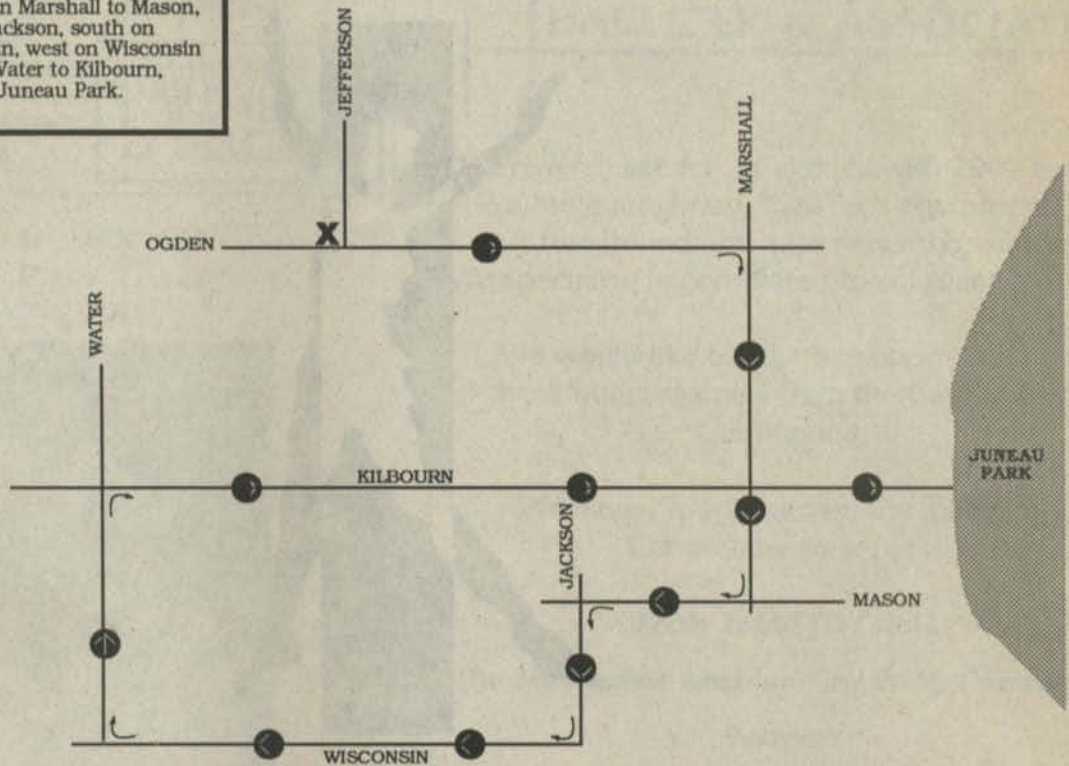 n Marshall to Mason,
ckson, south on
n, west on Wisconsin
Water to Kilbourn,
Juneau Park.
JEFFERSON
MARSHALL
X
OGDEN
WATER
KILBOURN
JUNEAU
PARK
JACKSON
MASON
WISCONSIN